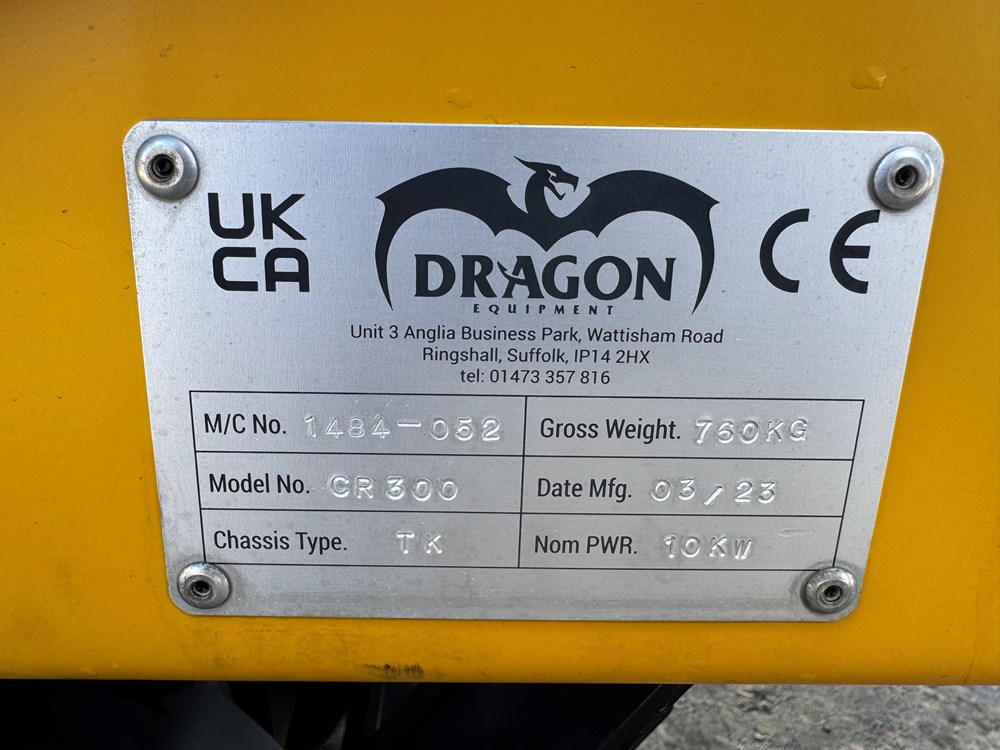 UK
CA
DRAGON
EQUIPMENT
CE
Unit 3 Anglia Business Park, Wattisham Road
Ringshall, Suffolk, IP14 2HX
tel: 01473 357 816
M/C No. 1484-052 Gross Weight. 760KG
Model No. CR300 Date Mfg. 03/23
Chassis Type. TK Nom PWR. 10KW